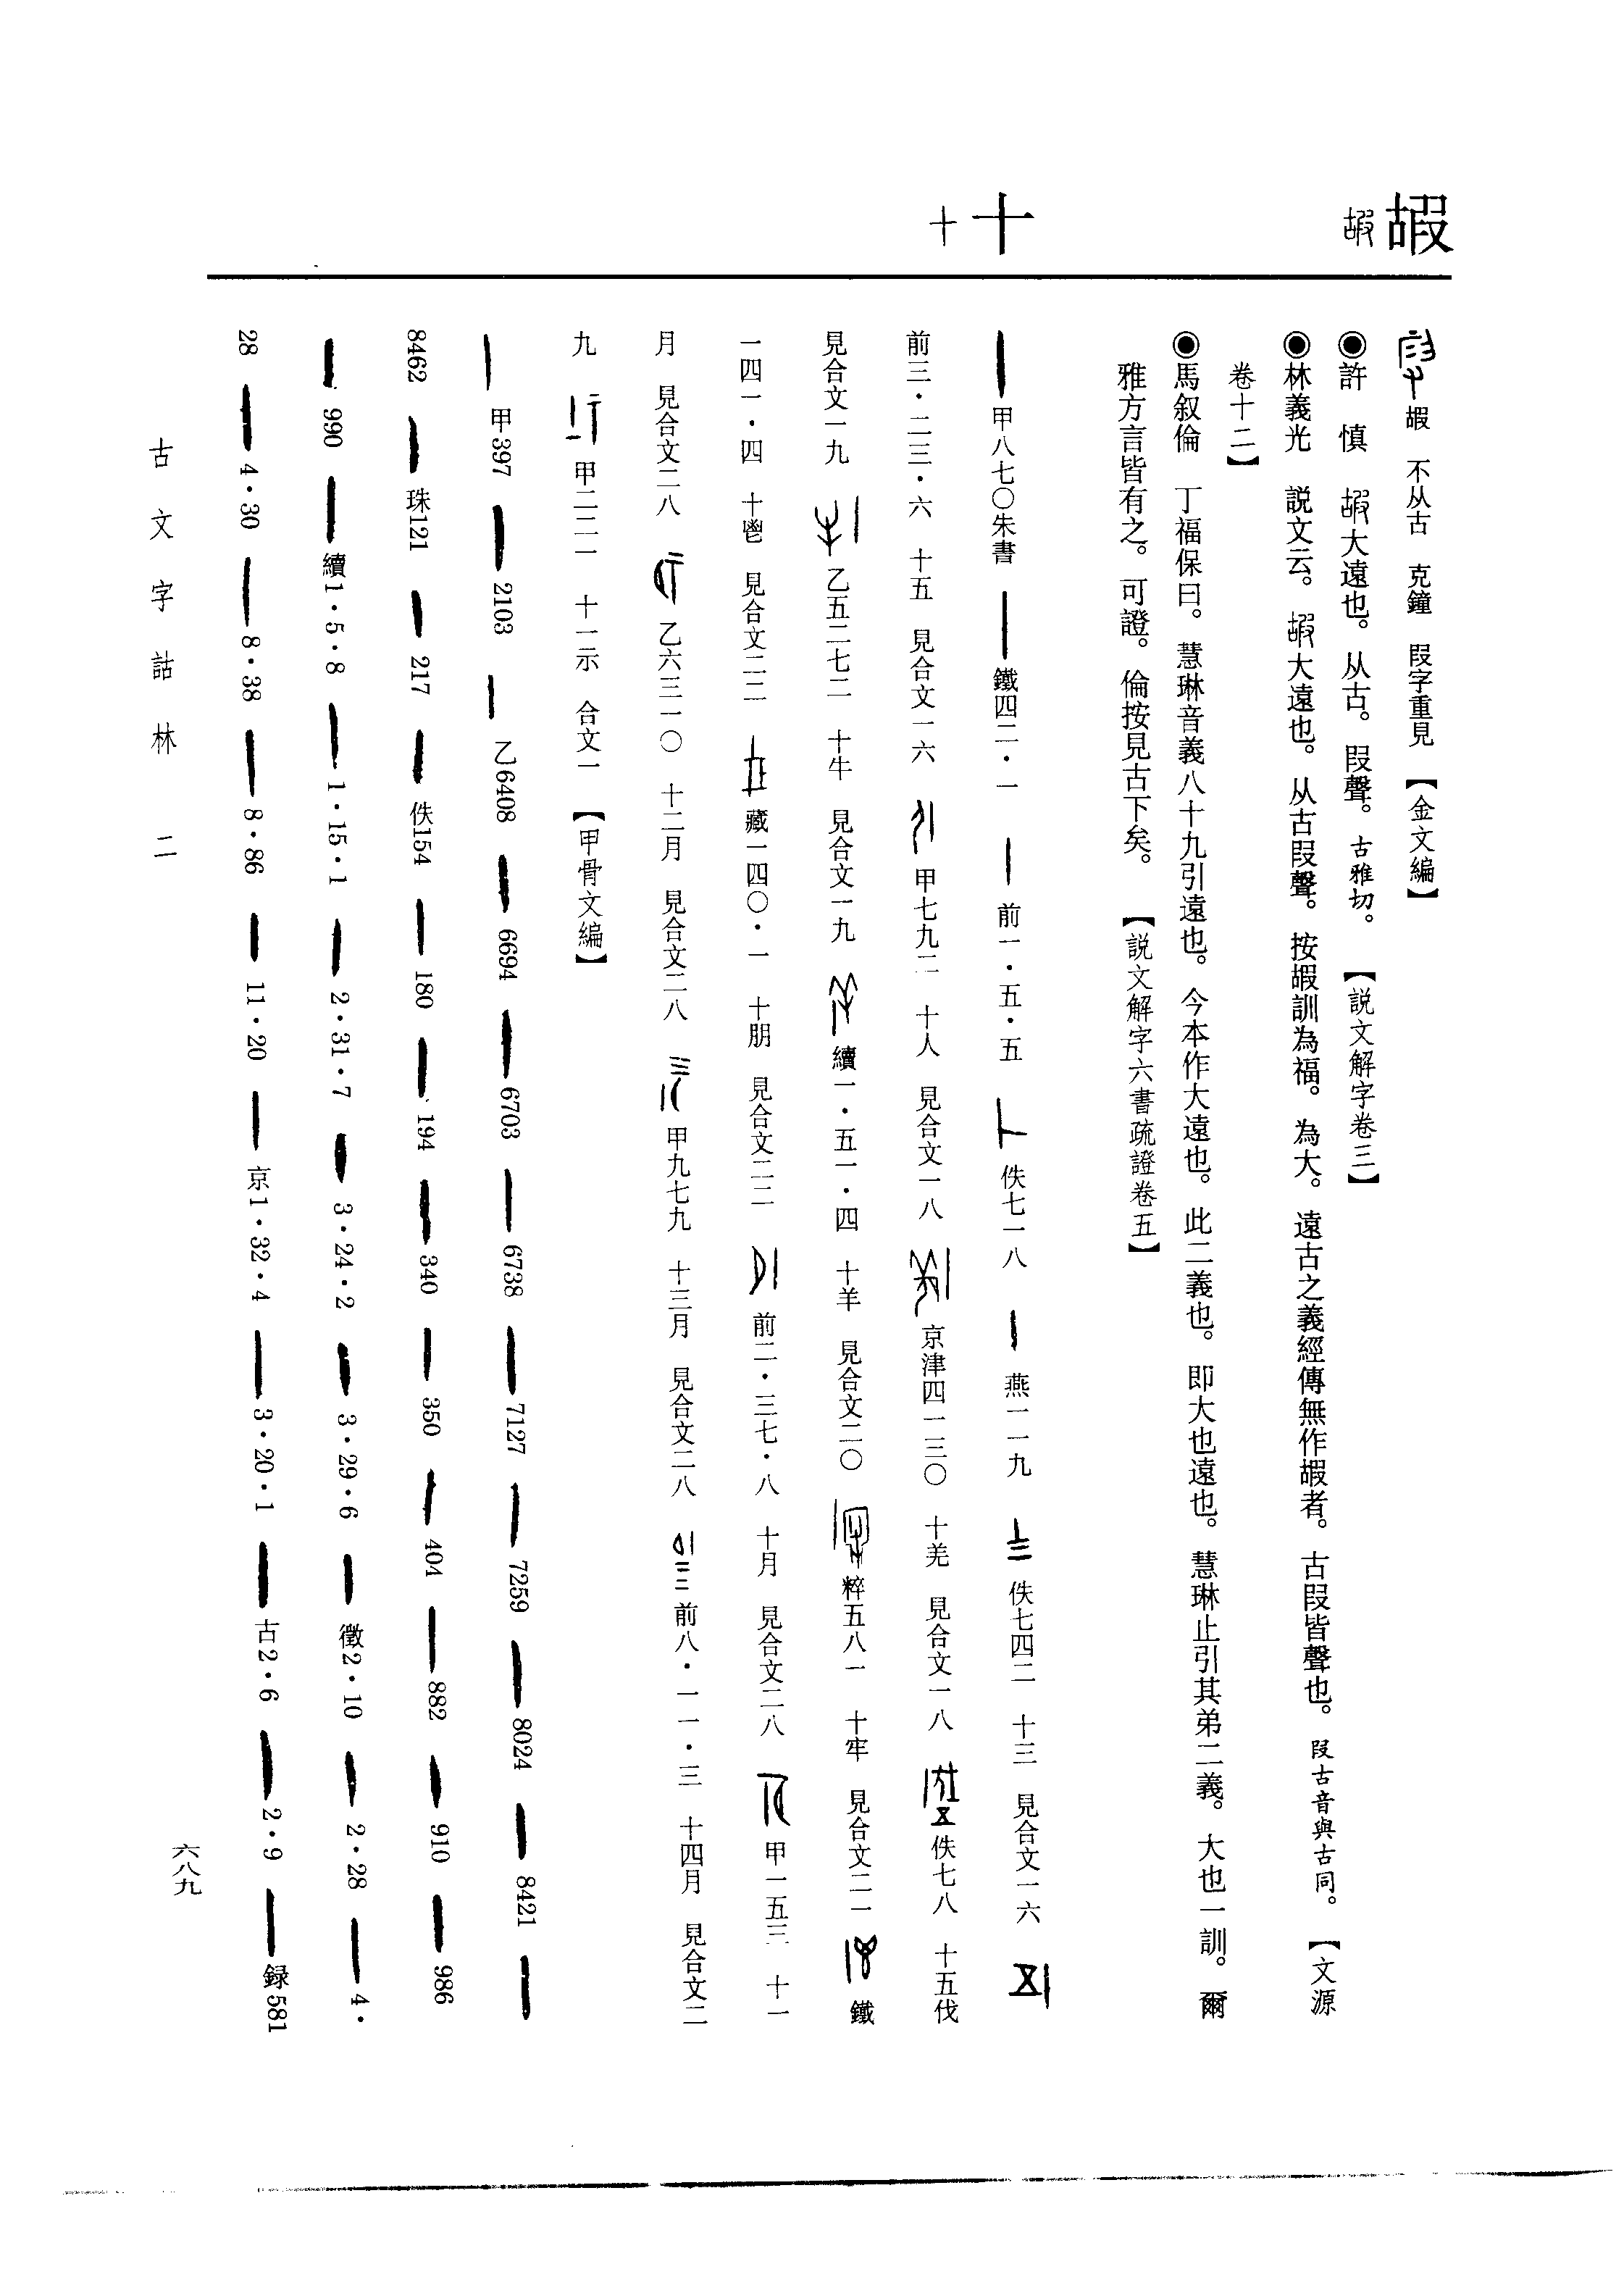 嘏
十 十
嘏 不从古 克鐘 叚字重見 【金文編】
◉許 慎 嘏大遠也。从古。叚聲。古雅切。 【説文解字卷三】
◉林義光 説文云。嘏大遠也。从古叚聲。按嘏訓為福。為大。遠古之義經傳無作嘏者。古叚皆聲也。叚古音與古同。 【文源
卷十二】
◉馬叙倫 丁福保曰。慧琳音義八十九引遠也。今本作大遠也。此二義也。即大也遠也。慧琳止引其弟二義。大也一訓。爾
雅方言皆有之。可證。倫按見古下矣。 【説文解字六書疏證卷五】
甲八七〇朱書 鐵四二・一 前一・五・五 佚七一八 燕一一九 佚七四二 十三 見合文一六
前三・二三・六 十五 見合文一六 甲七九二 十人 見合文一八 京津四一三〇 十羌 見合文一八 佚七八 十五伐
見合文一九 乙五二七二 十牛 見合文一九 續一・五一・四 十羊 見合文二〇 粹五八一 十牢 見合文二一 鐵
一四一・四 十鬯 見合文二二 藏一四〇・一 十朋 見合文二二 前二・三七・八 十月 見合文二八 甲一五三 十一
月 見合文二八 乙六三一〇 十二月 見合文二八 甲九七九 十三月 見合文二八 前八・一一・三 十四月 見合文二
九 甲二二一 十二示 合文一 【甲骨文編】
甲397 2103 乙6408 6694 6703 6738 7127 7259 8024 8421
8462 珠121 217 佚154 180 194 340 350 404 882 910 986
990 續1・5・8 1・15・1 2・31・7 3・24・2 3・29・6 徵2・10 2・28 4・
28 4・30 8・38 8・86 11・20 京1・32・4 3・20・1 古2・6 2・9 録581
古文字詁林 二
六八九